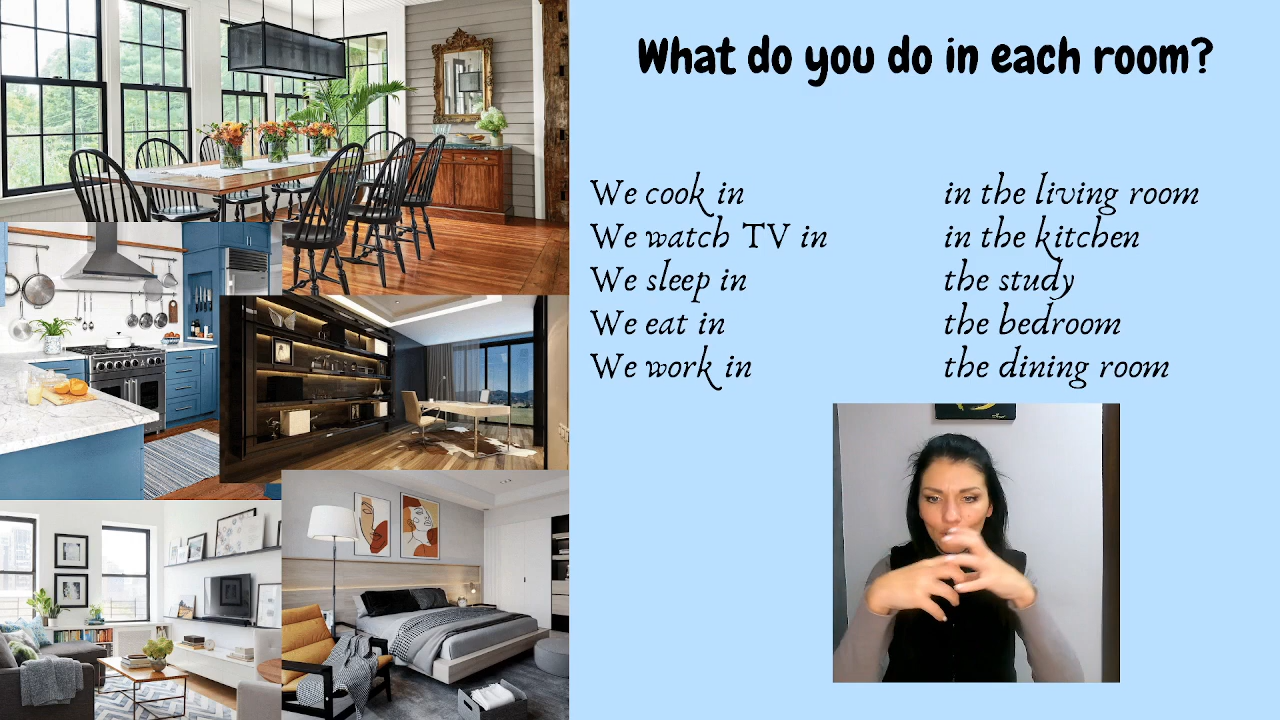 What do you do in each room?
We cook in
We watch TV in
We sleep in
We eat in
We work in
in the living room
in the kitchen
the study
the bedroom
the dining room